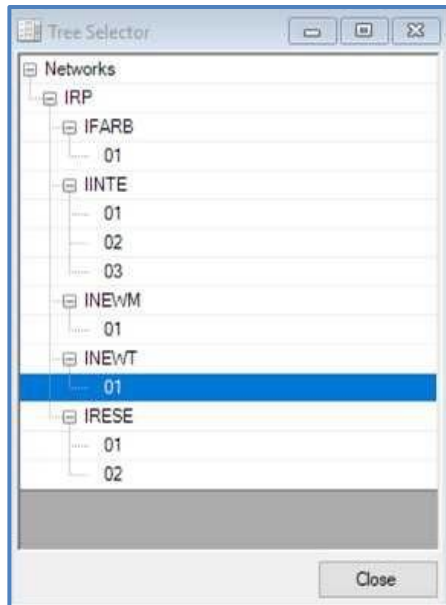 Tree Selector
Networks
IRP
IFARB
01
IINTE
01
02
03
INEWM
01
INEWT
01
IRESE
01
02
Close